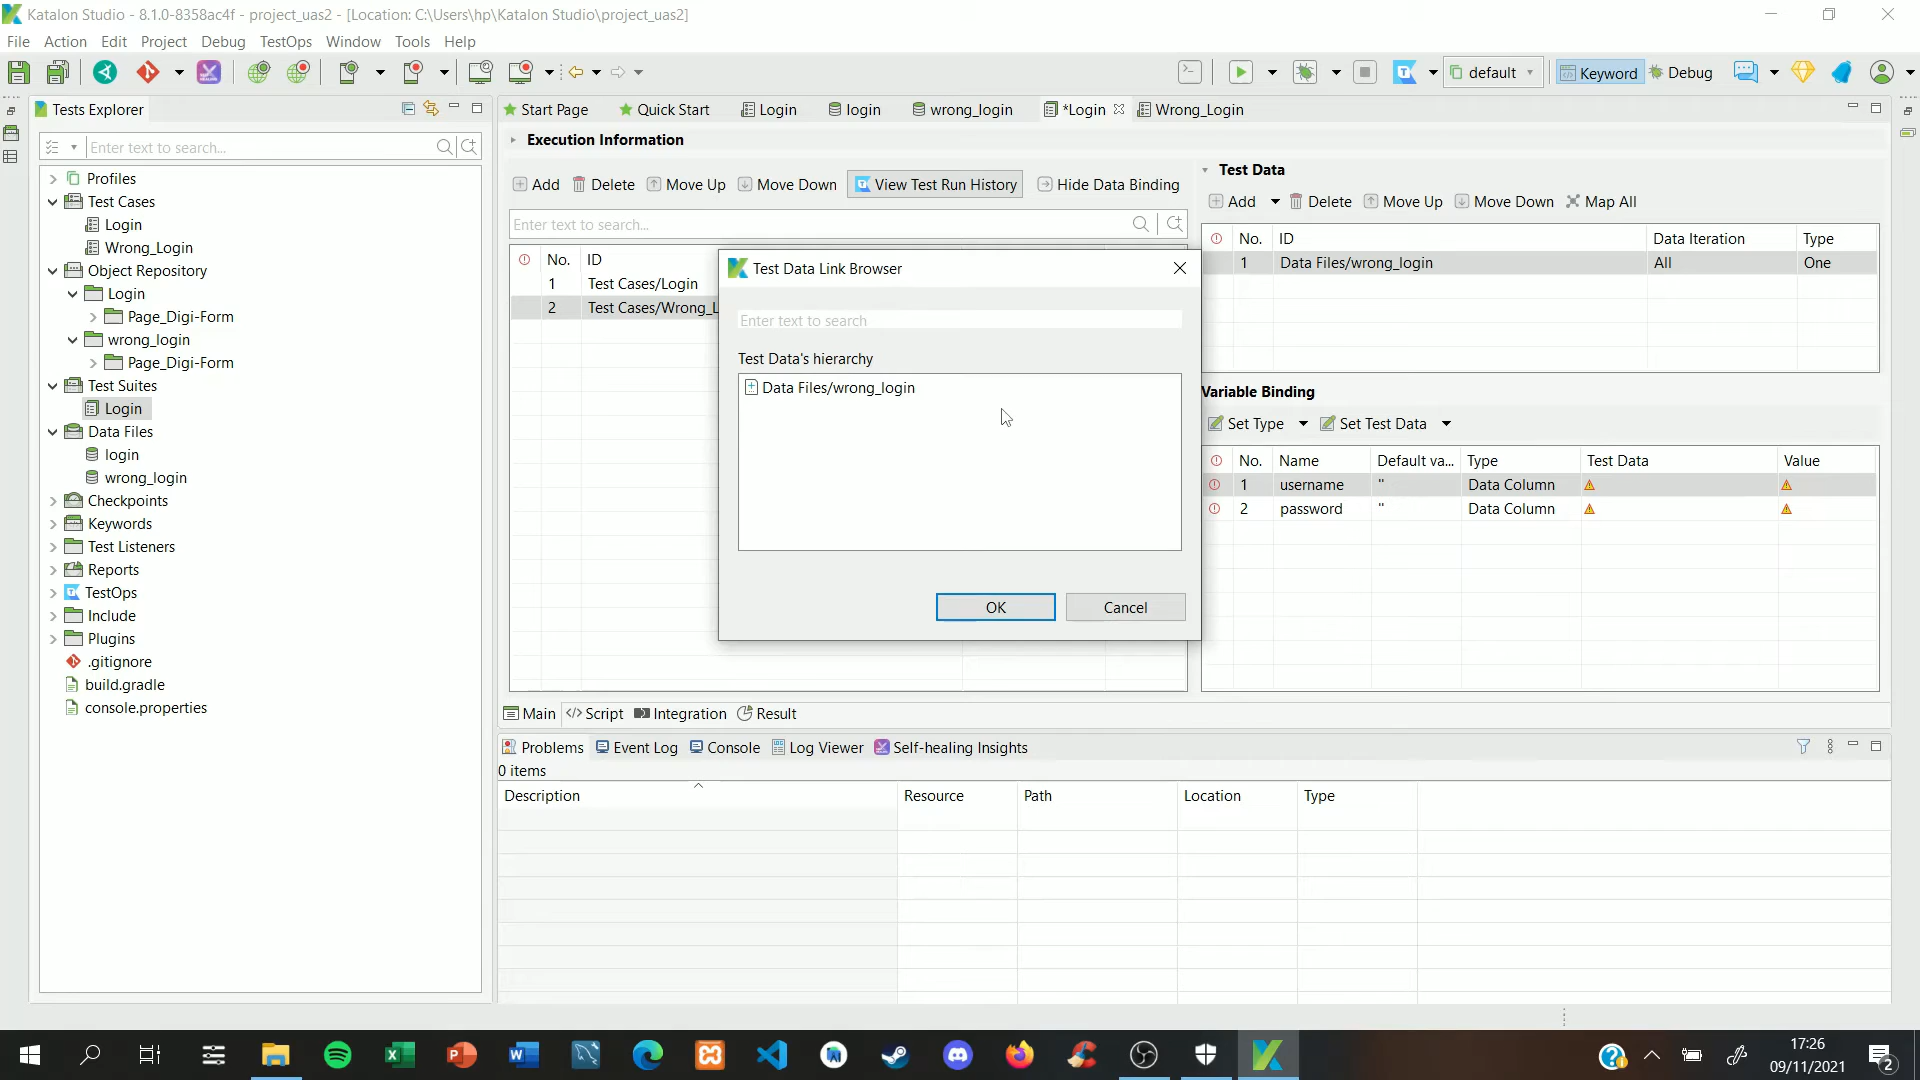 Katalon Studio - 8.1.0-8358ac4f - project_uas2 - [Location: C:\Users\hp\Katalon Studio\project_uas2]
File Action Edit Project Debug TestOps Window Tools Help
default Keyword Debug
Tests Explorer
Enter text to search...
Profiles
Test Cases
Login
Wrong_Login
Object Repository
Login
Page_Digi-Form
wrong_login
Page_Digi-Form
Test Suites
Login
Data Files
login
wrong_login
Checkpoints
Keywords
Test Listeners
Reports
TestOps
Include
Plugins
.gitignore
build.gradle
console.properties
Start Page Quick Start Login login wrong_login *Login Wrong_Login
Execution Information
Add Delete Move Up Move Down View Test Run History Hide Data Binding
Enter text to search...
No. ID
1 Test Cases/Login
2 Test Cases/Wrong_L
Test Data Link Browser
Enter text to search
Test Data's hierarchy
Data Files/wrong_login
OK Cancel
Test Data
Add Delete Move Up Move Down Map All
No. ID Data Iteration Type
1 Data Files/wrong_login All One
Variable Binding
Set Type Set Test Data
No. Name Default va... Type Test Data Value
1 username '' Data Column
2 password '' Data Column
Main Script Integration Result
Problems Event Log Console Log Viewer Self-healing Insights
0 items
Description Resource Path Location Type
17:26
09/11/2021
2